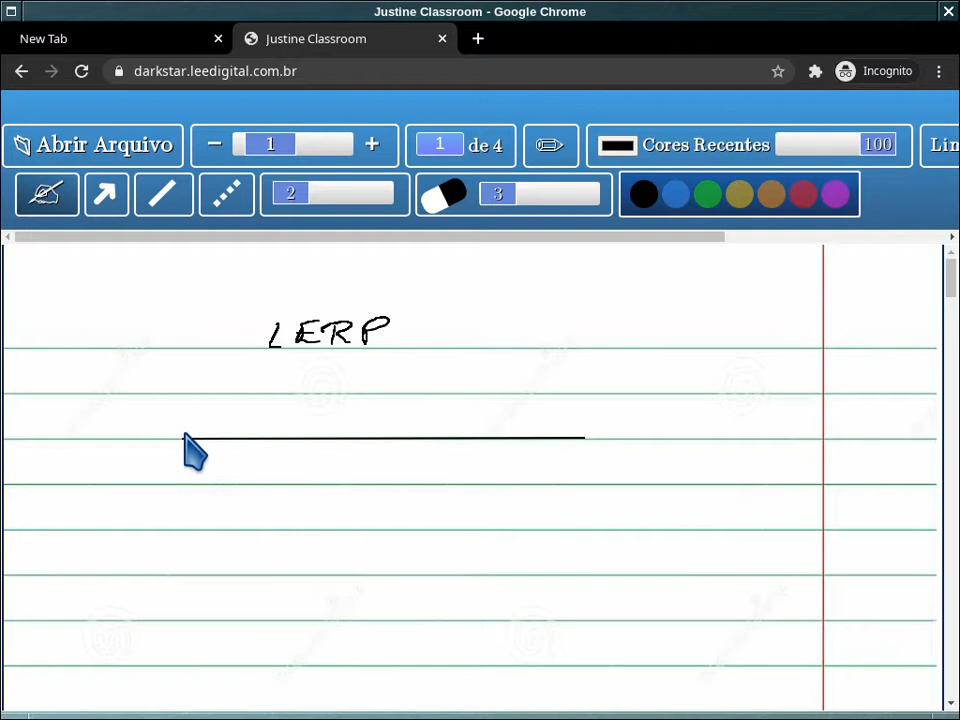 Justine Classroom - Google Chrome
New Tab
Justine Classroom
darkstar.leedigital.com.br
Incognito
Abrir Arquivo
1
1 de 4
Cores Recentes
100
Lin
2
3
LERP